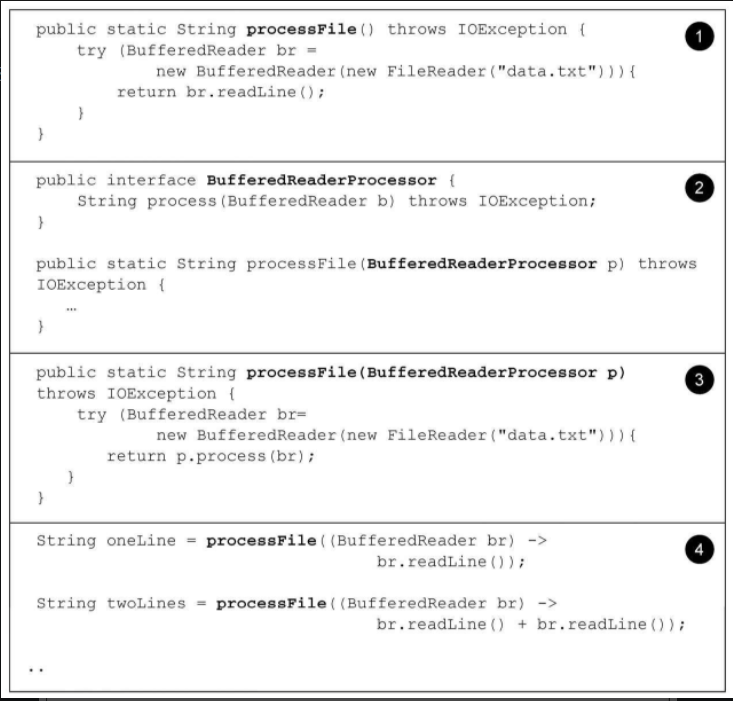 public static String processFile() throws IOException {
1
try (BufferedReader br =
new BufferedReader(new FileReader("data.txt"))){
return br.readLine();
}
}
public interface BufferedReaderProcessor {
2
String process(BufferedReader b) throws IOException;
}
public static String processFile(BufferedReaderProcessor p) throws
IOException {
…
}
public static String processFile(BufferedReaderProcessor p)
3
throws IOException {
try (BufferedReader br=
new BufferedReader(new FileReader("data.txt"))){
return p.process(br);
}
}
String oneLine = processFile((BufferedReader br) ->
4
br.readLine());
String twoLines = processFile((BufferedReader br) ->
br.readLine() + br.readLine());
..